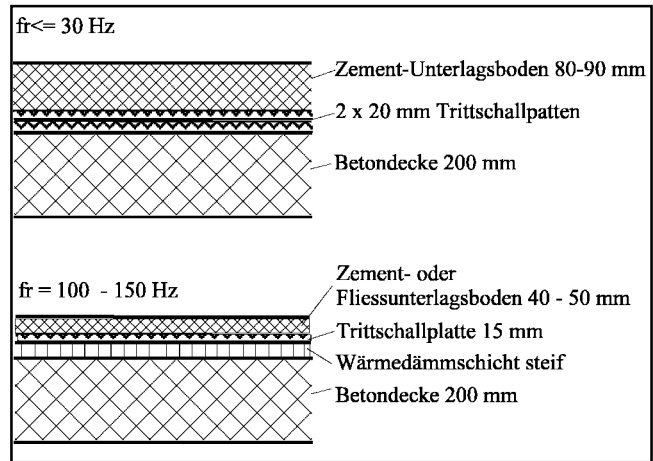 fr<= 30 Hz
Zement-Unterlagsboden 80-90 mm
2 x 20 mm Trittschallpatten
Betondecke 200 mm
fr = 100 - 150 Hz
Zement- oder
Fliessunterlagsboden 40 - 50 mm
Trittschallplatte 15 mm
Wärmedämmschicht steif
Betondecke 200 mm